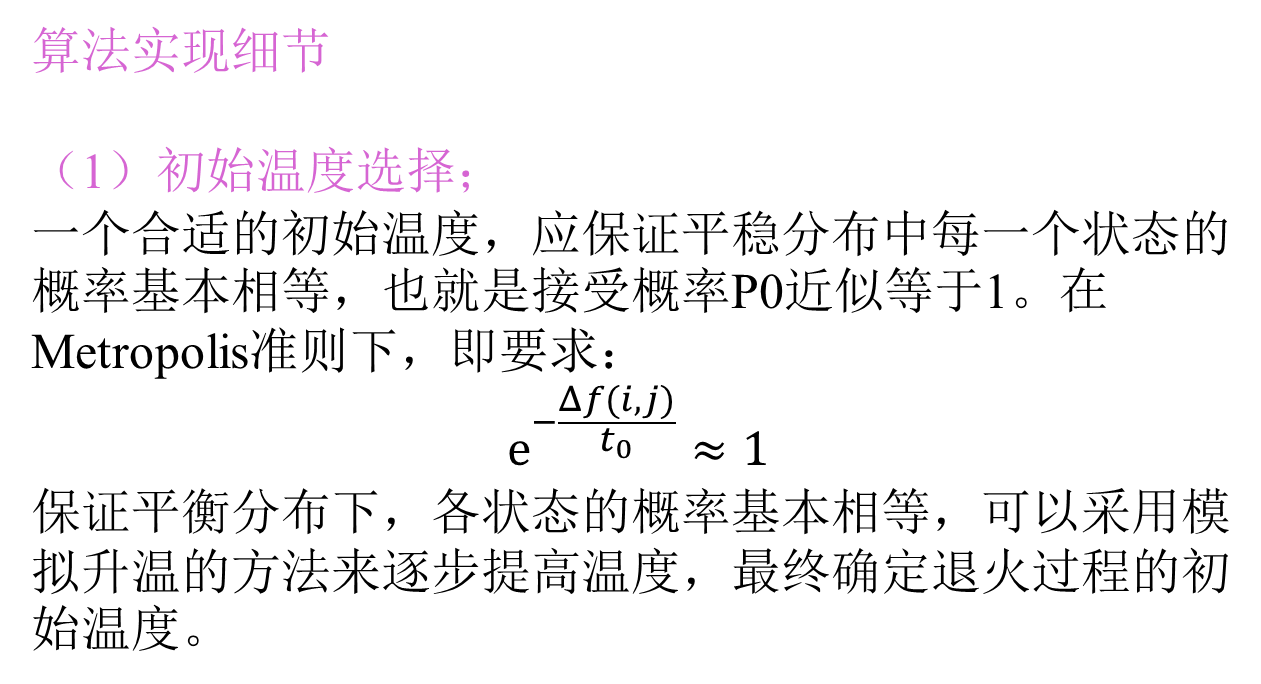 算法实现细节
（1）初始温度选择；
一个合适的初始温度，应保证平稳分布中每一个状态的
概率基本相等，也就是接受概率P0近似等于1。在
Metropolis准则下，即要求：
e^{-\frac{Δf(i,j)}{t_0}} ≈ 1
保证平衡分布下，各状态的概率基本相等，可以采用模
拟升温的方法来逐步提高温度，最终确定退火过程的初
始温度。